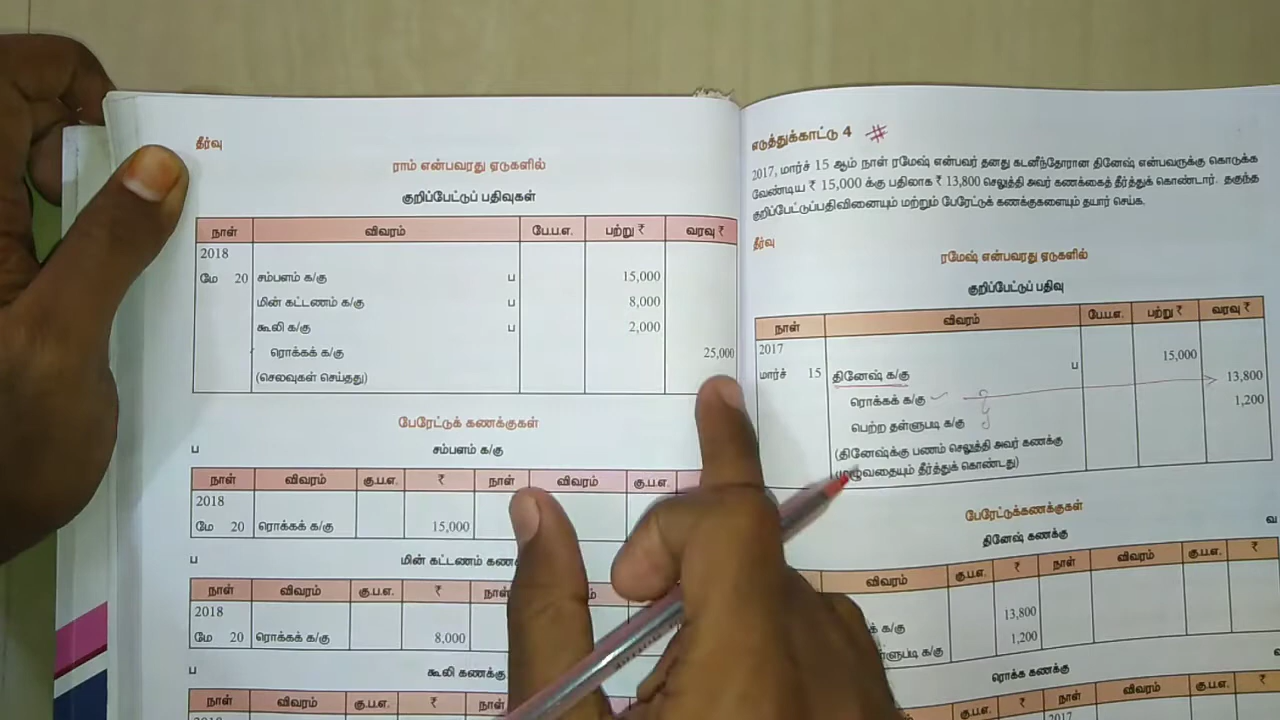 தீர்வு
ராம் என்பவரது ஏடுகளில்
குறிப்பேட்டுப் பதிவுகள்
நாள் விவரம் பே.ப.எ. பற்று ₹ வரவு ₹
2018
மே 20 சம்பளம் க/கு ப 15,000
மின் கட்டணம் க/கு ப 8,000
கூலி க/கு ப 2,000
ரொக்கக் க/கு 25,000
(செலவுகள் செய்தது)
பேரேட்டுக் கணக்குகள்
ப சம்பளம் க/கு
நாள் விவரம் கு.ப.எ. ₹ நாள் விவரம் கு.ப.எ.
2018
மே 20 ரொக்கக் க/கு 15,000
ப மின் கட்டணம்
நாள் விவரம் கு.ப.எ. ₹
2018
மே 20 ரொக்கக் க/கு 8,000
ப கூலி கணக்கு
நாள் விவரம் கு.ப.எ. ₹ நாள்
எடுத்துக்காட்டு 4 #
2017, மார்ச் 15 ஆம் நாள் ரமேஷ் என்பவர் தனது கடனீந்தோரான தினேஷ் என்பவருக்கு கொடுக்க
வேண்டிய ₹ 15,000 க்கு பதிலாக ₹ 13,800 செலுத்தி அவர் கணக்கைத் தீர்த்துக் கொண்டார். தகுந்த
குறிப்பேட்டுப்பதிவினையும் மற்றும் பேரேட்டுக் கணக்குகளையும் தயார் செய்க.
தீர்வு
ரமேஷ் என்பவரது ஏடுகளில்
குறிப்பேட்டுப் பதிவு
நாள் விவரம் பே.ப.எ. பற்று ₹ வரவு ₹
2017
மார்ச் 15 தினேஷ் க/கு ப 15,000
ரொக்கக் க/கு 13,800
பெற்ற தள்ளுபடி க/கு 1,200
(தினேஷ்க்கு பணம் செலுத்தி அவர் கணக்கு
முழுவதையும் தீர்த்துக் கொண்டது)
பேரேட்டுக்கணக்குகள்
தினேஷ் கணக்கு வ
விவரம் கு.ப.எ. ₹ நாள் விவரம் கு.ப.எ. ₹
க/கு 13,800
க/கு 1,200
ரொக்க கணக்கு
விவரம் கு.ப.எ. ₹ நாள் விவரம் கு.ப.எ. ₹
2017